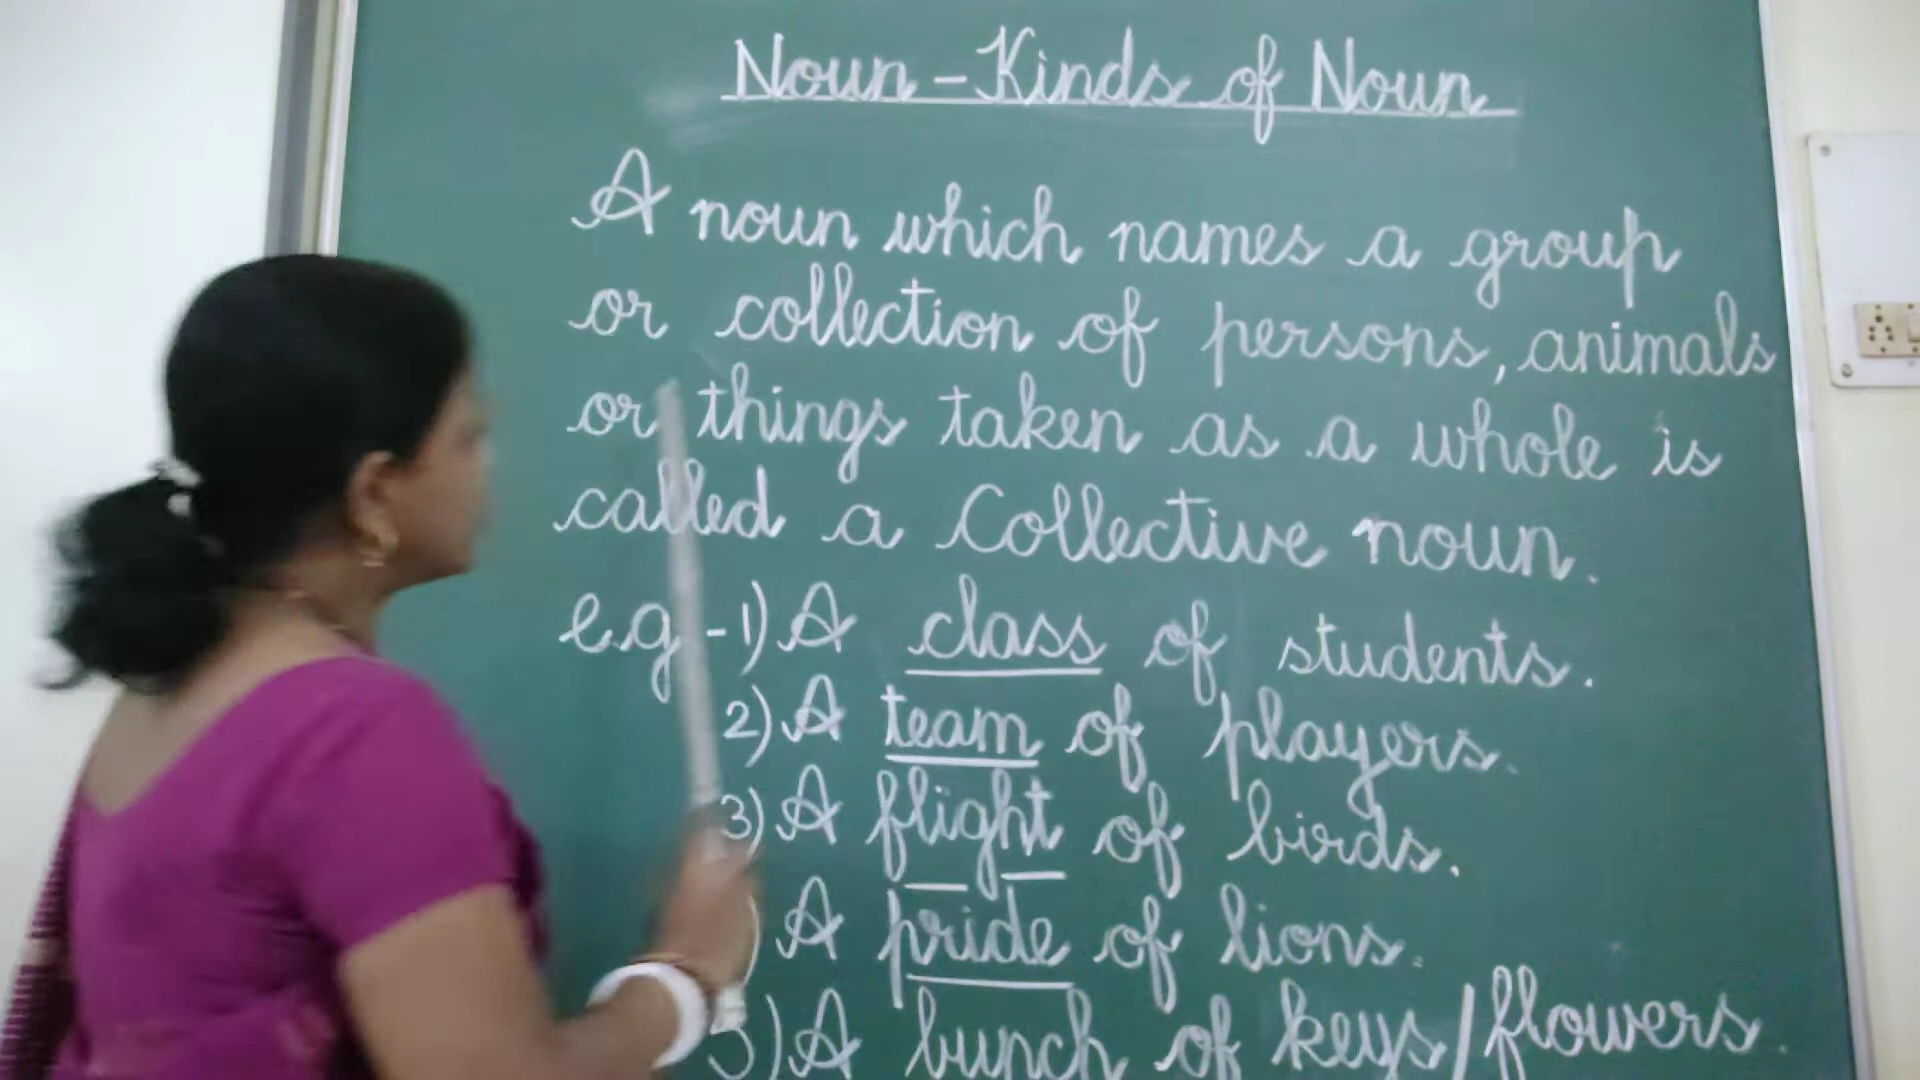 Noun - Kinds of Noun
A noun which names a group
or collection of persons, animals
or things taken as a whole is
called a Collective noun.
e.g - 1) A class of students.
2) A team of players.
3) A flight of birds.
) A pride of lions.
5) A bunch of keys/flowers.